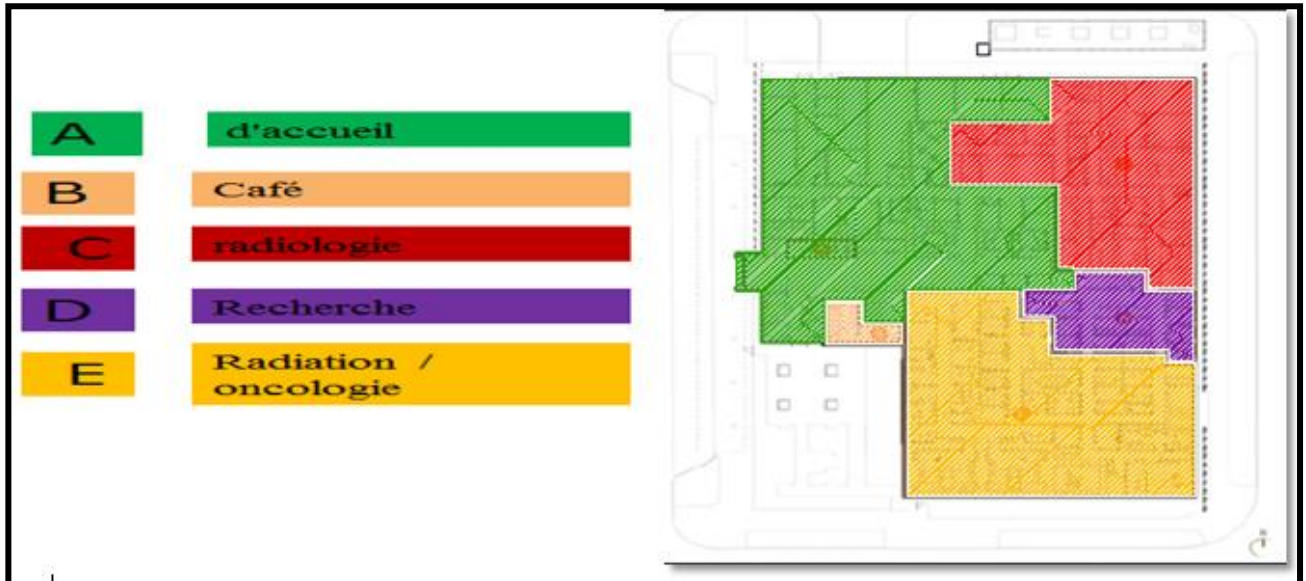 A d'accueil
B Café
C radiologie
D Recherche
E Radiation /
oncologie